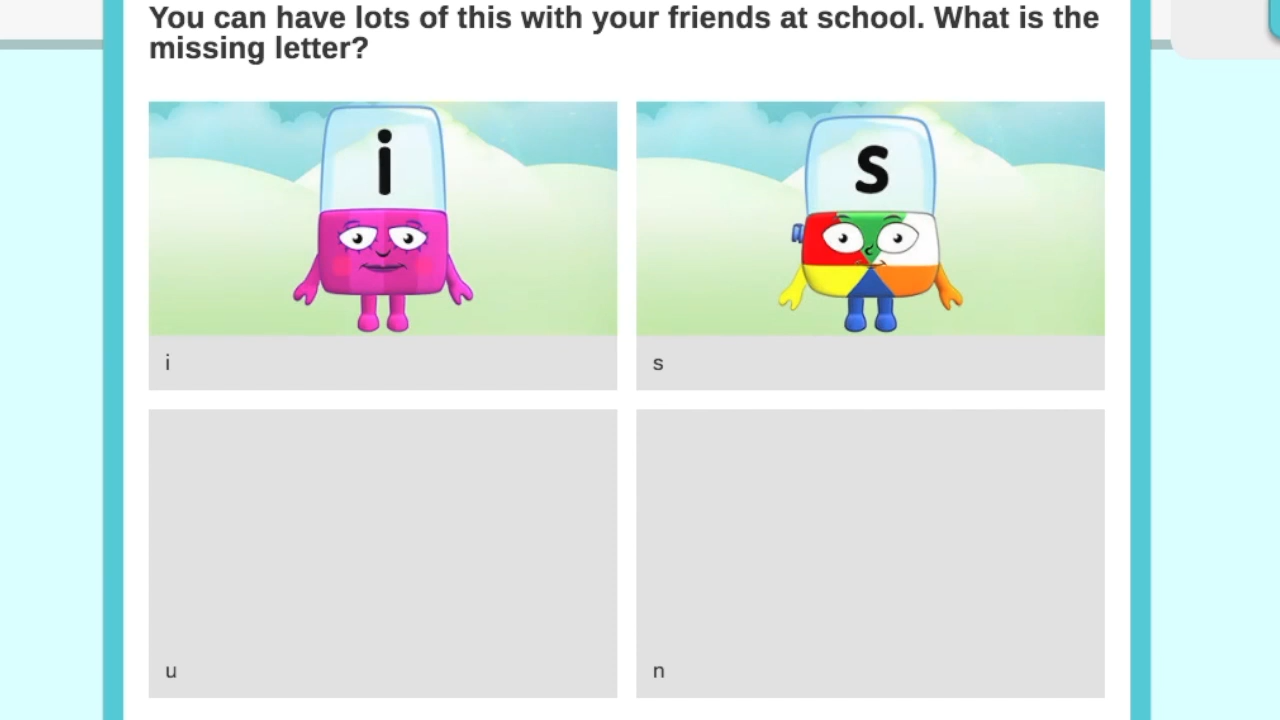 You can have lots of this with your friends at school. What is the
missing letter?
i
s
i
s
u
n